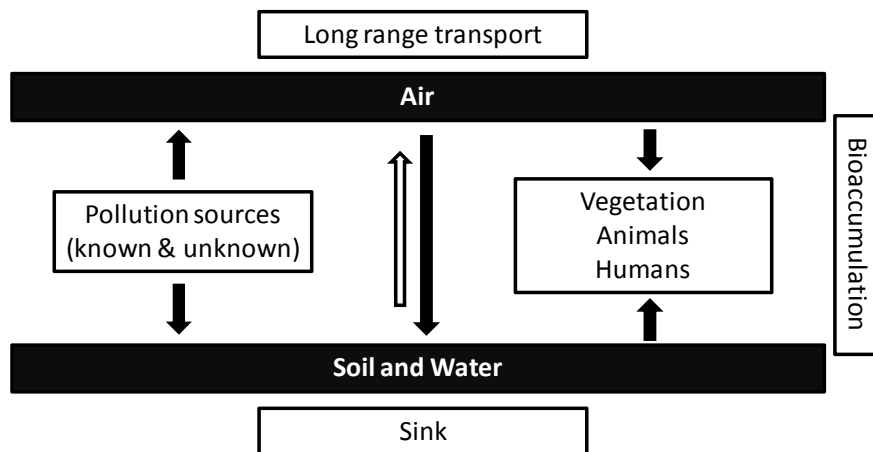 Long range transport
Air
Pollution sources
(known & unknown)
Vegetation
Animals
Humans
Bioaccumulation
Soil and Water
Sink